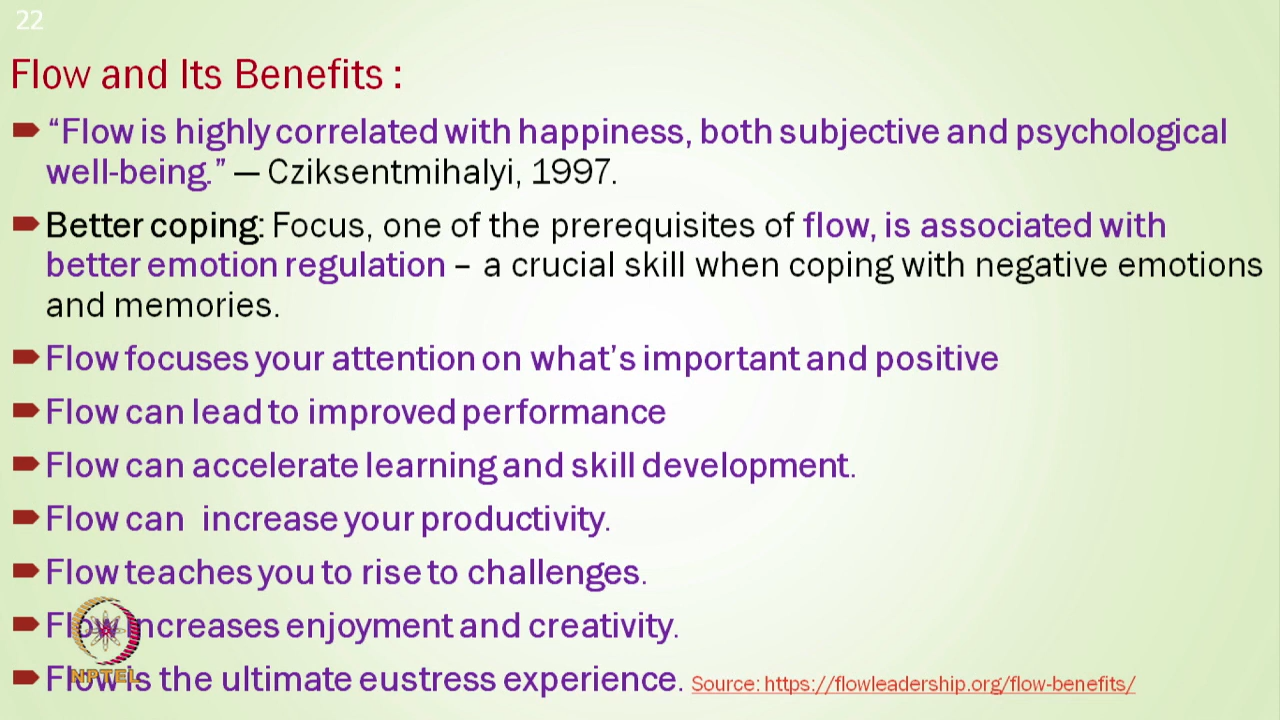 22
Flow and Its Benefits :
“Flow is highly correlated with happiness, both subjective and psychological
well-being.” — Cziksentmihalyi, 1997.
Better coping: Focus, one of the prerequisites of flow, is associated with
better emotion regulation – a crucial skill when coping with negative emotions
and memories.
Flow focuses your attention on what’s important and positive
Flow can lead to improved performance
Flow can accelerate learning and skill development.
Flow can increase your productivity.
Flow teaches you to rise to challenges.
Flow increases enjoyment and creativity.
Flow is the ultimate eustress experience. Source: https://flowleadership.org/flow-benefits/
NPTEL